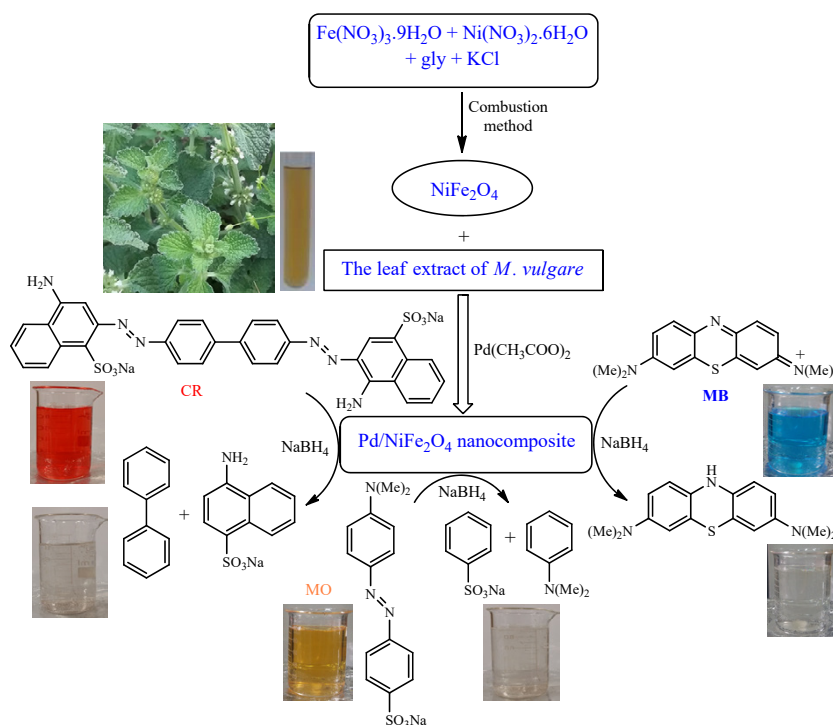 Fe(NO₃)₃.9H₂O + Ni(NO₃)₂.6H₂O
+ gly + KCl
Combustion
method
NiFe₂O₄
+
The leaf extract of M. vulgare
Pd(CH₃COO)₂
H₂N
SO₃Na
N
N
N
N
SO₃Na
NH₂
CR
N
+
(Me)₂N
S
N(Me)₂
MB
NaBH₄
Pd/NiFe₂O₄ nanocomposite
NaBH₄
NH₂
+
SO₃Na
N(Me)₂
NaBH₄
+
SO₃Na
N(Me)₂
MO
N
N
SO₃Na
H
N
(Me)₂N
S
N(Me)₂